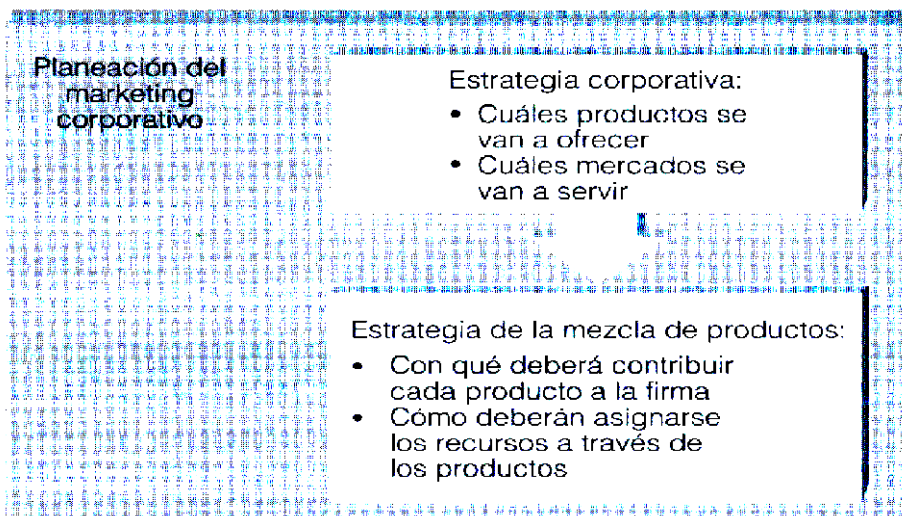 Planeación del
marketing
corporativo
Estrategia corporativa:
• Cuáles productos se
van a ofrecer
• Cuáles mercados se
van a servir
Estrategia de la mezcla de productos:
• Con qué deberá contribuir
cada producto a la firma
• Cómo deberán asignarse
los recursos a través de
los productos